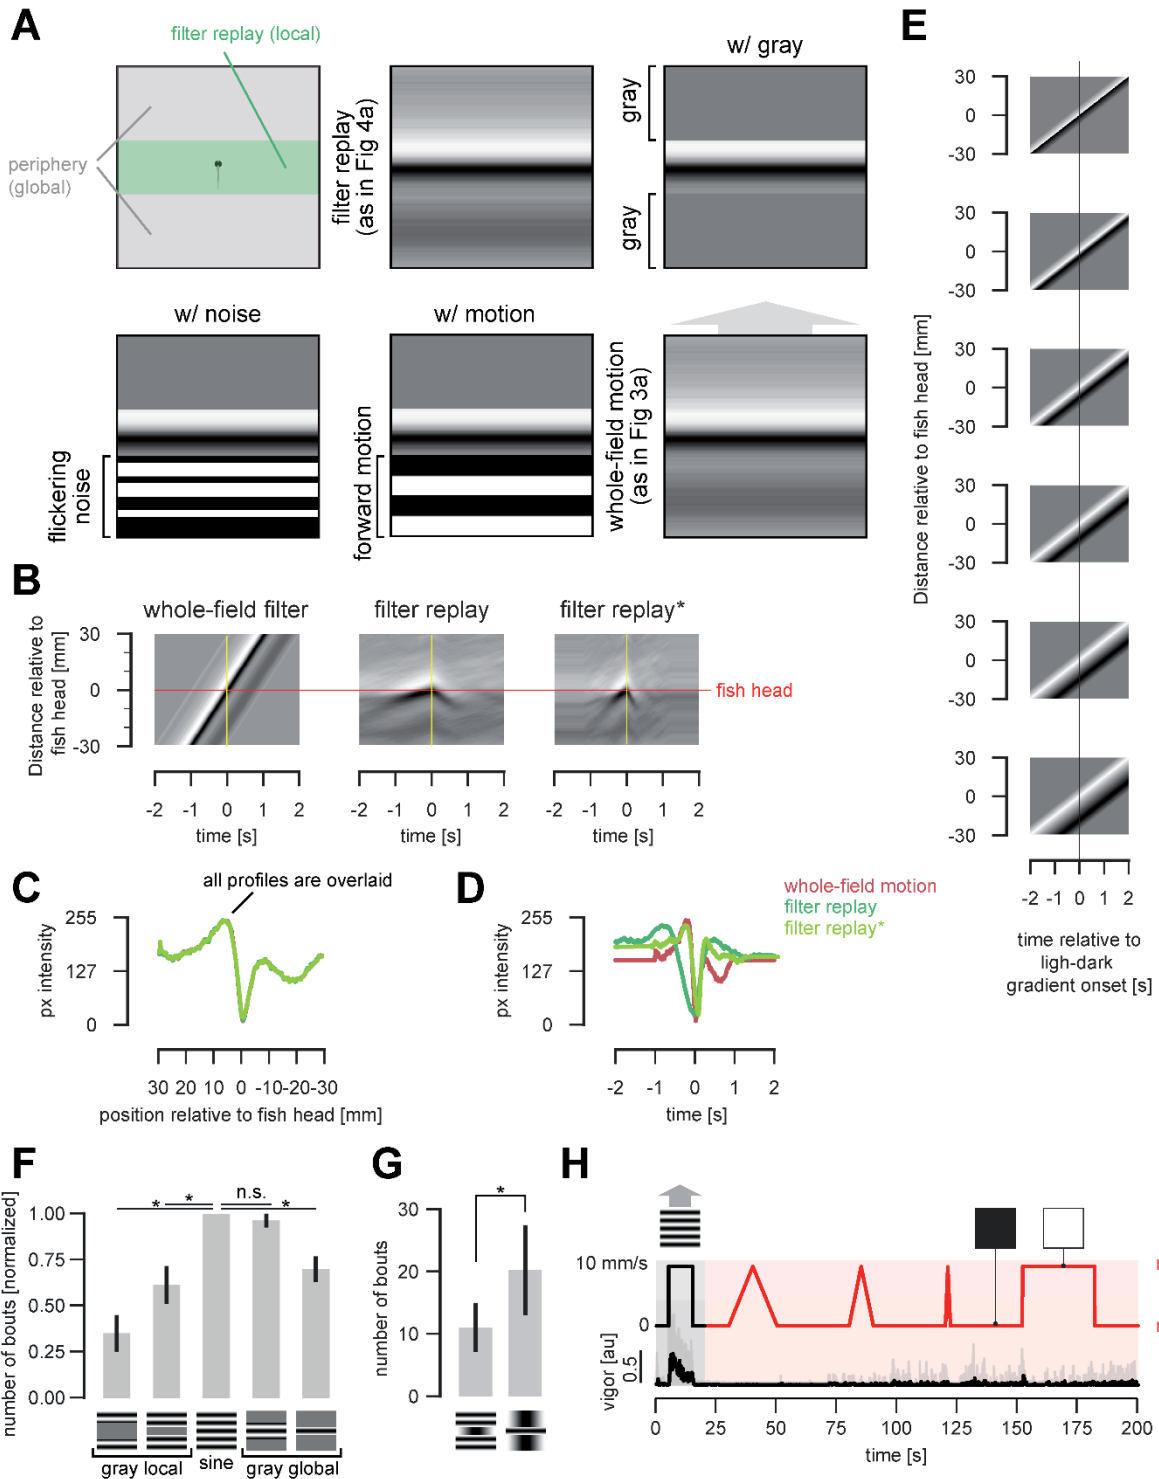 A
filter replay (local)
periphery
(global)
filter replay
(as in Fig 4a)
w/ gray
gray
gray
w/ noise
flickering
noise
w/ motion
forward motion
whole-field motion
(as in Fig 3a)
B
whole-field filter
filter replay
filter replay*
Distance relative to
fish head [mm]
30
0
-30
fish head
-2 -1 0 1 2
-2 -1 0 1 2
-2 -1 0 1 2
time [s]
time [s]
time [s]
C
all profiles are overlaid
px intensity
255
127
0
30 20 10 0 -10-20-30
position relative to fish head [mm]
D
whole-field motion
filter replay
filter replay*
px intensity
255
127
0
-2 -1 0 1 2
time [s]
E
Distance relative to fish head [mm]
30
0
-30
30
0
-30
30
0
-30
30
0
-30
30
0
-30
30
0
-30
-2 -1 0 1 2
time relative to
ligh-dark
gradient onset [s]
F
number of bouts [normalized]
1.00
0.75
0.50
0.25
0.00
* * n.s. *
gray local
sine
gray global
G
number of bouts
30
20
10
0
*
H
10 mm/s
0
vigor [au]
0.5
0 25 50 75 100 125 150 175 200
time [s]